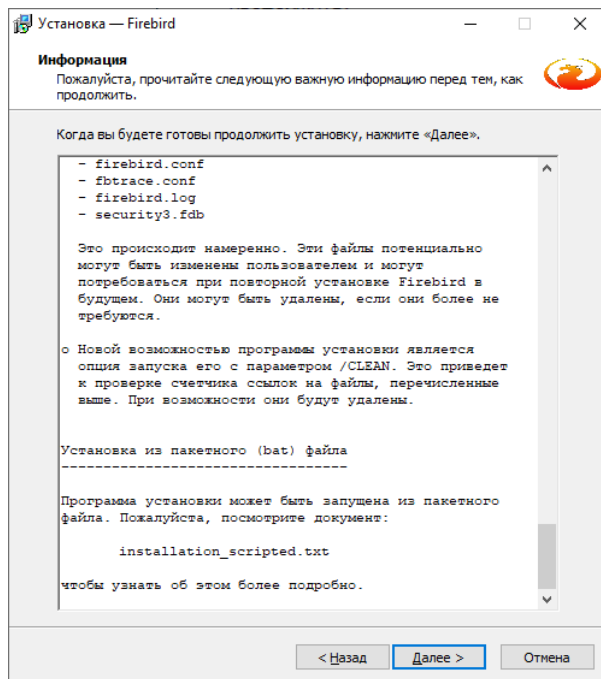 Установка — Firebird
Информация
Пожалуйста, прочитайте следующую важную информацию перед тем, как
продолжить.
Когда вы будете готовы продолжить установку, нажмите «Далее».
- firebird.conf
- fbtrace.conf
- firebird.log
- security3.fdb
Это происходит намеренно. Эти файлы потенциально
могут быть изменены пользователем и могут
потребоваться при повторной установке Firebird в
будущем. Они могут быть удалены, если они более не
требуются.
o Новой возможностью программы установки является
опция запуска его с параметром /CLEAN. Это приведет
к проверке счетчика ссылок на файлы, перечисленные
выше. При возможности они будут удалены.
Установка из пакетного (bat) файла
----------------------------------
Программа установки может быть запущена из пакетного
файла. Пожалуйста, посмотрите документ:
installation_scripted.txt
чтобы узнать об этом более подробно.
< Назад Далее > Отмена